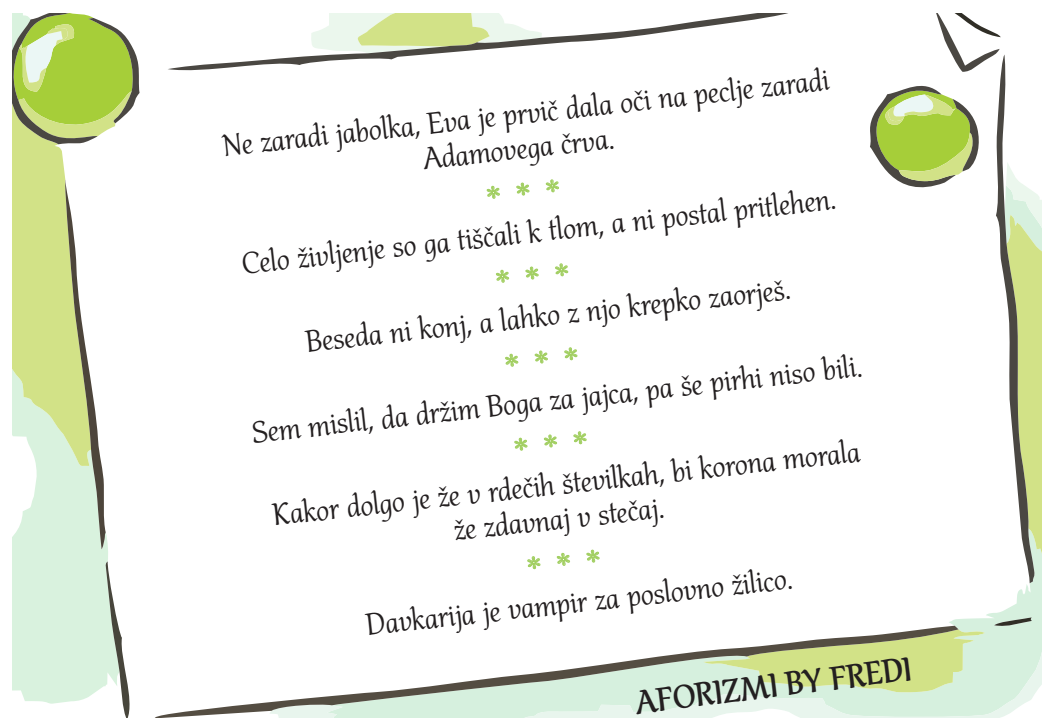 Ne zaradi jabolka, Eva je prvič dala oči na peclje zaradi
Adamovega črva.
* * *
Celo življenje so ga tiščali k tlom, a ni postal pritlehen.
* * *
Beseda ni konj, a lahko z njo krepko zaorješ.
* * *
Sem mislil, da držim Boga za jajca, pa še pirhi niso bili.
* * *
Kakor dolgo je že v rdečih številkah, bi korona morala
že zdavnaj v stečaj.
* * *
Davkarija je vampir za poslovno žilico.
AFORIZMI BY FREDI